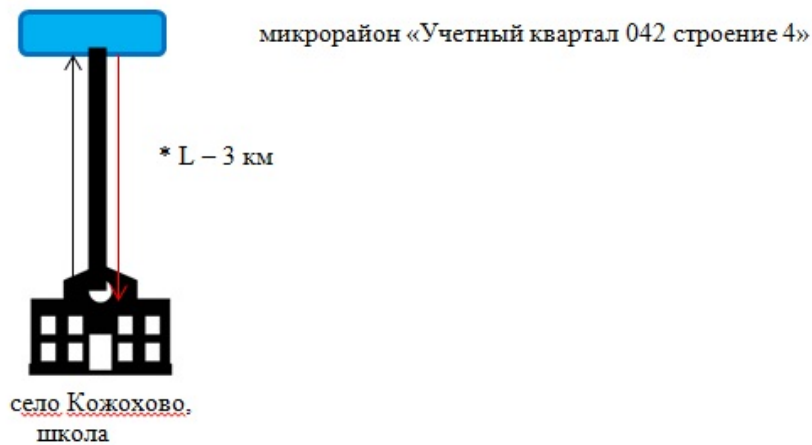 микрорайон «Учетный квартал 042 строение 4»
* L – 3 км
село Кожохово,
школа